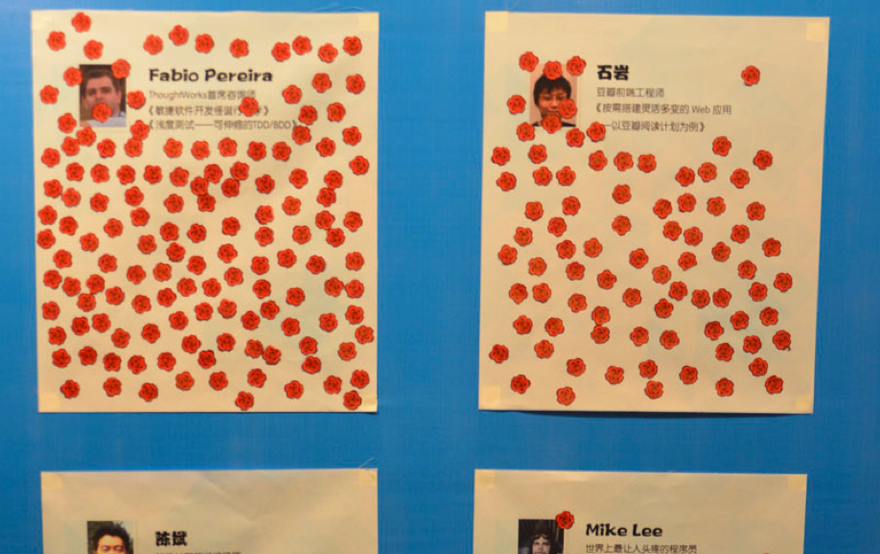 Fabio Pereira
ThoughtWorks首席咨询师
《敏捷软件开发怪诞行
《浅度测试——可伸缩的TDD/BDD》
石岩
豆瓣前端工程师
《按需搭建灵活多变的 Web 应用
—以豆瓣阅读计划为例》
陈斌
Mike Lee
世界上最让人头疼的程序员